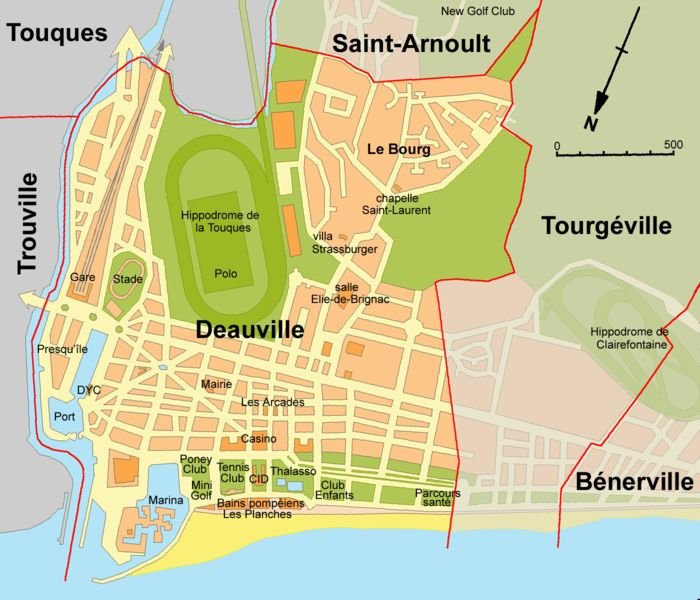 New Golf Club
Touques
Saint-Arnoult
N
0
500
Le Bourg
Trouville
chapelle
Saint-Laurent
Hippodrome de
la Touques
Tourgéville
villa
Strassburger
Polo
Gare
Stade
salle
Elie-de-Brignac
Deauville
Hippodrome de
Clairefontaine
Presqu'île
Mairie
DYC
Les Arcades
Port
Casino
Poney
Club
Tennis
Club
CID
Thalasso
Bénerville
Mini
Golf
Club
Enfants
Parcours
santé
Marina
Bains pompéiens
Les Planches